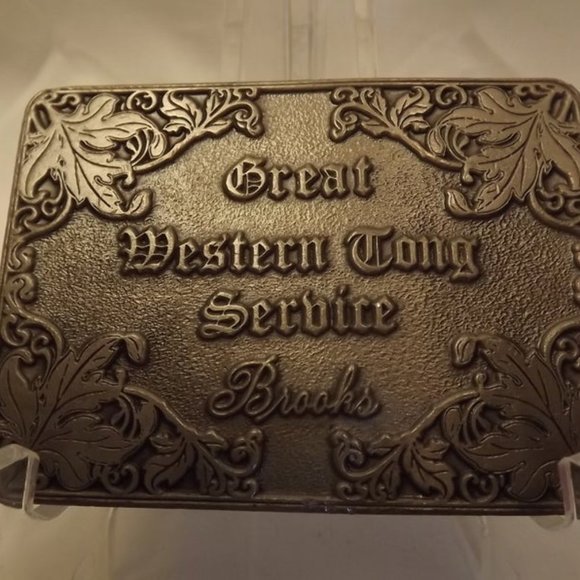 Great
Western Tong
Service
Brooks